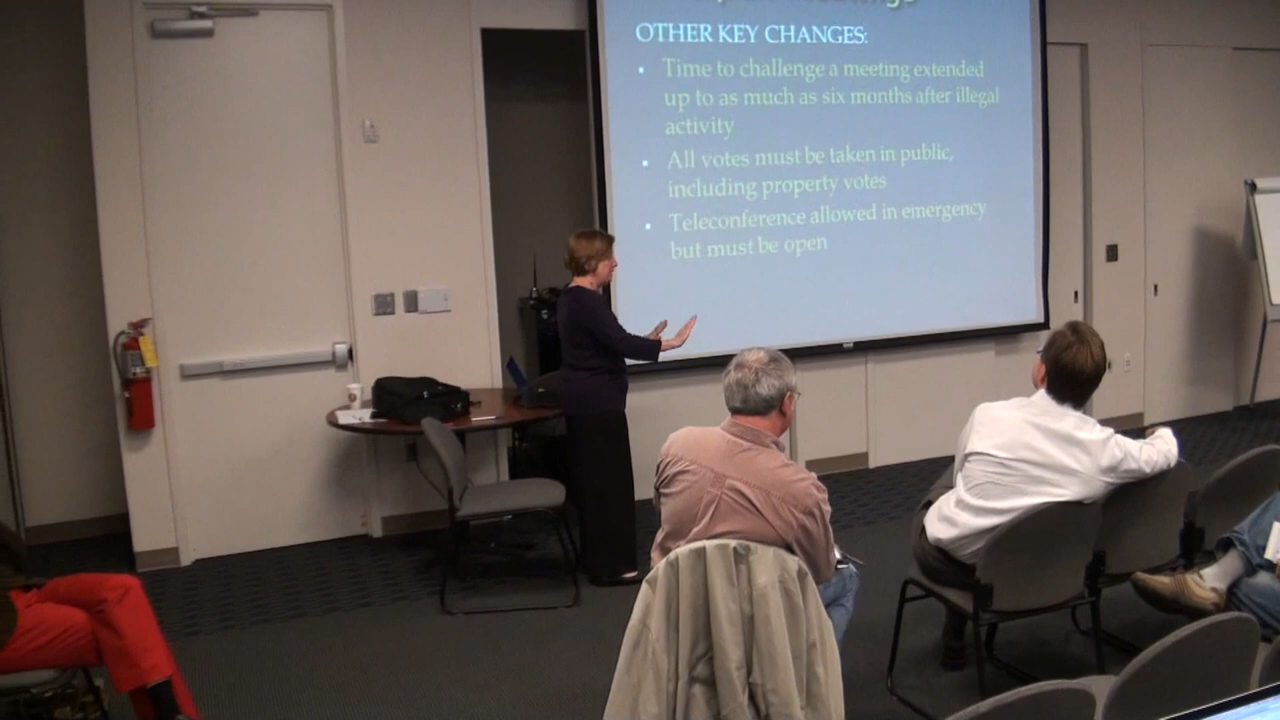 OTHER KEY CHANGES:
▪ Time to challenge a meeting extended
up to as much as six months after illegal
activity
▪ All votes must be taken in public,
including property votes
▪ Teleconference allowed in emergency
but must be open